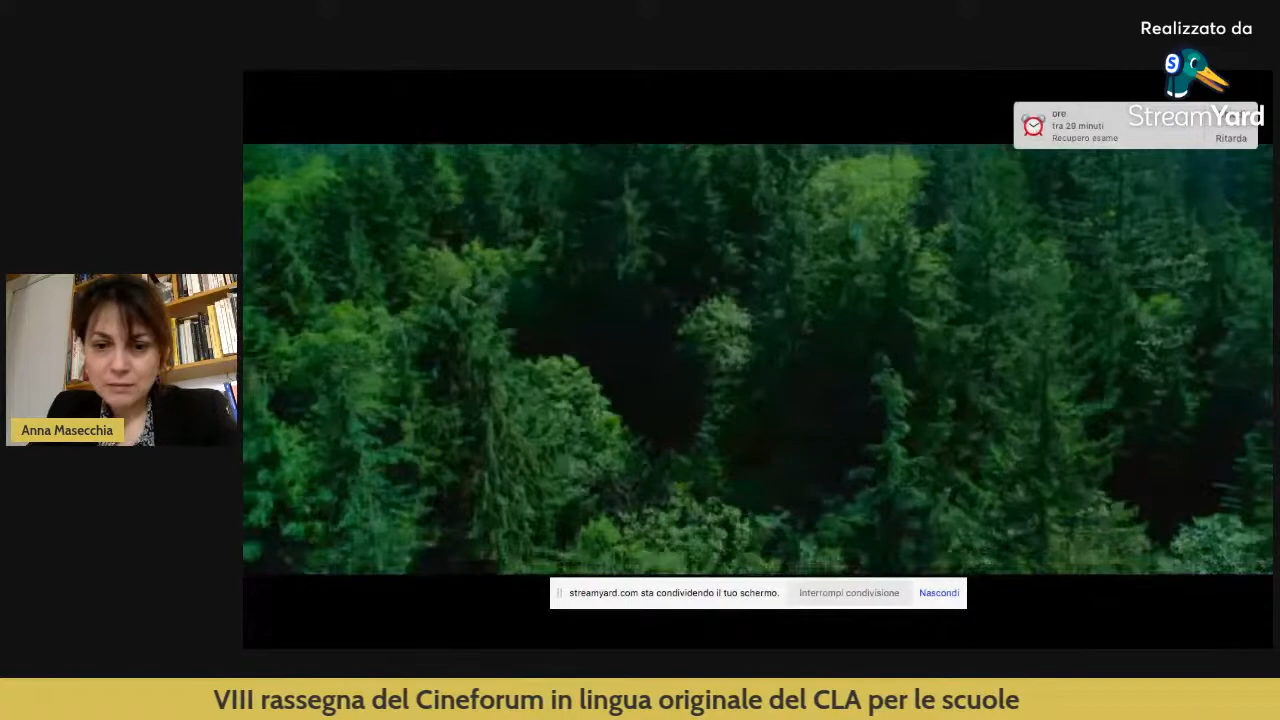 Realizzato da
StreamYard
ore
tra 29 minuti
Recupero esame
Ritarda
Anna Masecchia
streamyard.com sta condividendo il tuo schermo.
Interrompi condivisione
Nascondi
VIII rassegna del Cineforum in lingua originale del CLA per le scuole